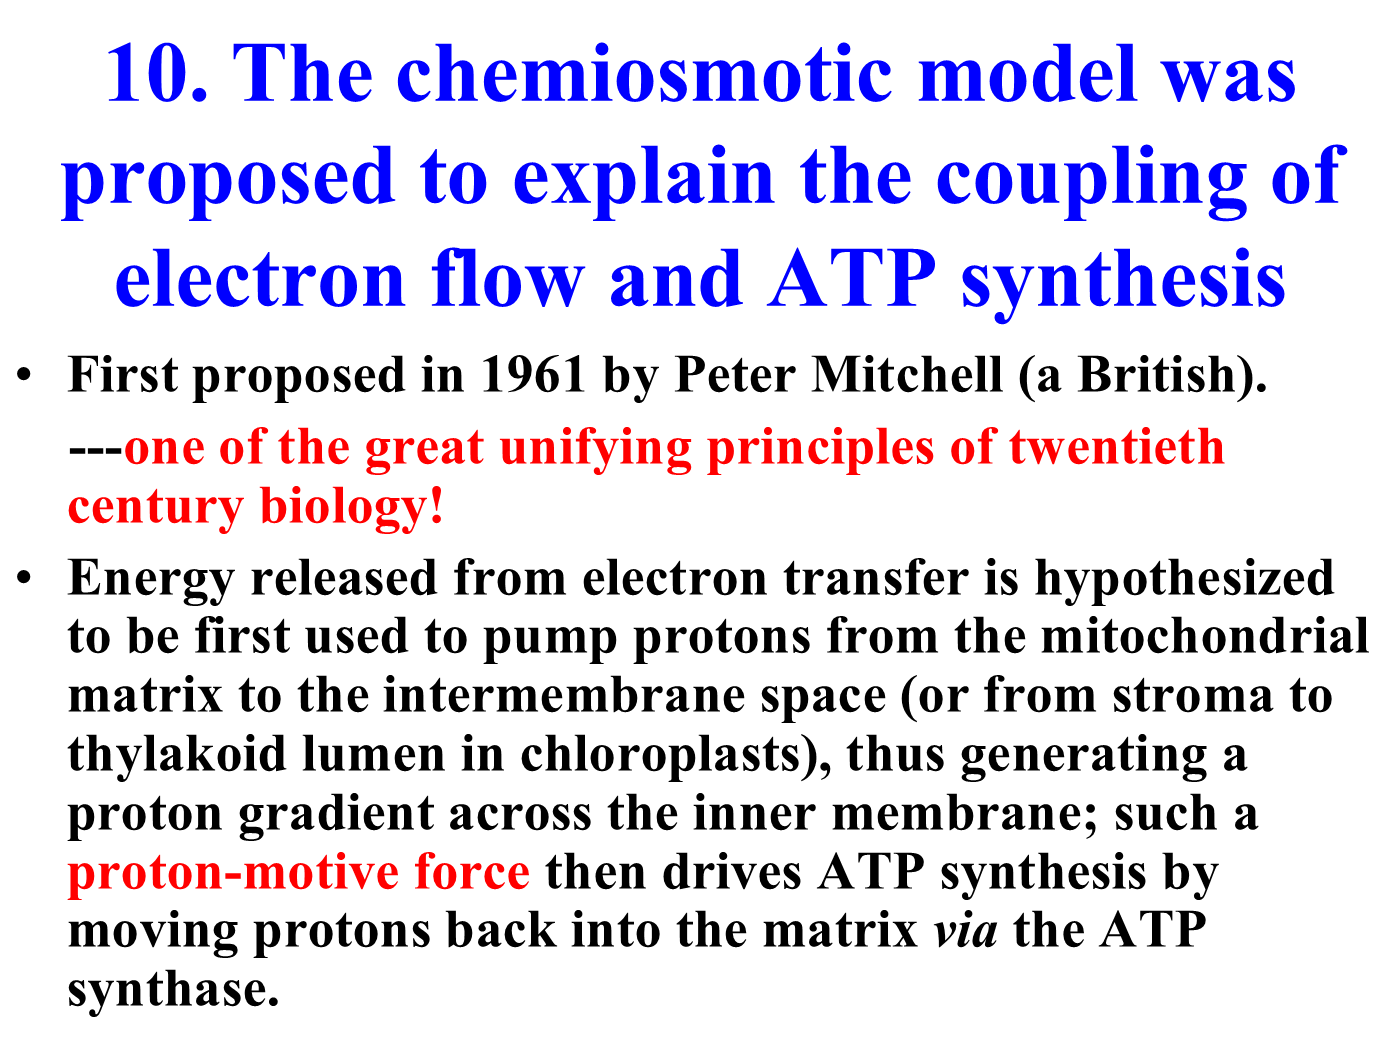 10. The chemiosmotic model was
proposed to explain the coupling of
electron flow and ATP synthesis
• First proposed in 1961 by Peter Mitchell (a British).
---one of the great unifying principles of twentieth
century biology!
• Energy released from electron transfer is hypothesized
to be first used to pump protons from the mitochondrial
matrix to the intermembrane space (or from stroma to
thylakoid lumen in chloroplasts), thus generating a
proton gradient across the inner membrane; such a
proton-motive force then drives ATP synthesis by
moving protons back into the matrix via the ATP
synthase.